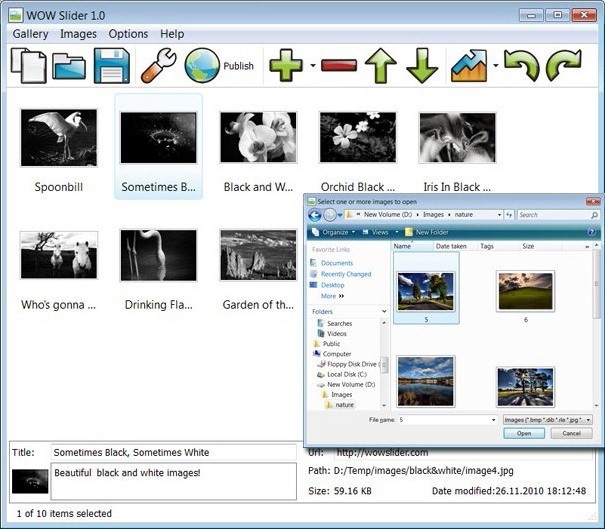 WOW Slider 1.0
Gallery Images Options Help
Publish
Spoonbill
Sometimes B...
Black and W...
Orchid Black ...
Iris In Black ...
Who's gonna ...
Drinking Fla...
Garden of th...
Select one or more images to open
« New Volume (D:) ▸ Images ▸ nature
Search
Organize Views New Folder
Favorite Links
Documents
Recently Changed
Desktop
More »
Folders
Searches
Videos
Public
Computer
Floppy Disk Drive (
Local Disk (C:)
New Volume (D:)
Images
nature
Name Date taken Tags Size
5
6
File name: 5
Images (*.bmp *.dib *.rle *.jpg *.
Open Cancel
Title: Sometimes Black, Sometimes White
Beautiful black and white images!
Url: http://wowslider.com
Path: D:/Temp/images/black&white/image4.jpg
Size: 59.16 KB Date modified:26.11.2010 18:12:48
1 of 10 items selected